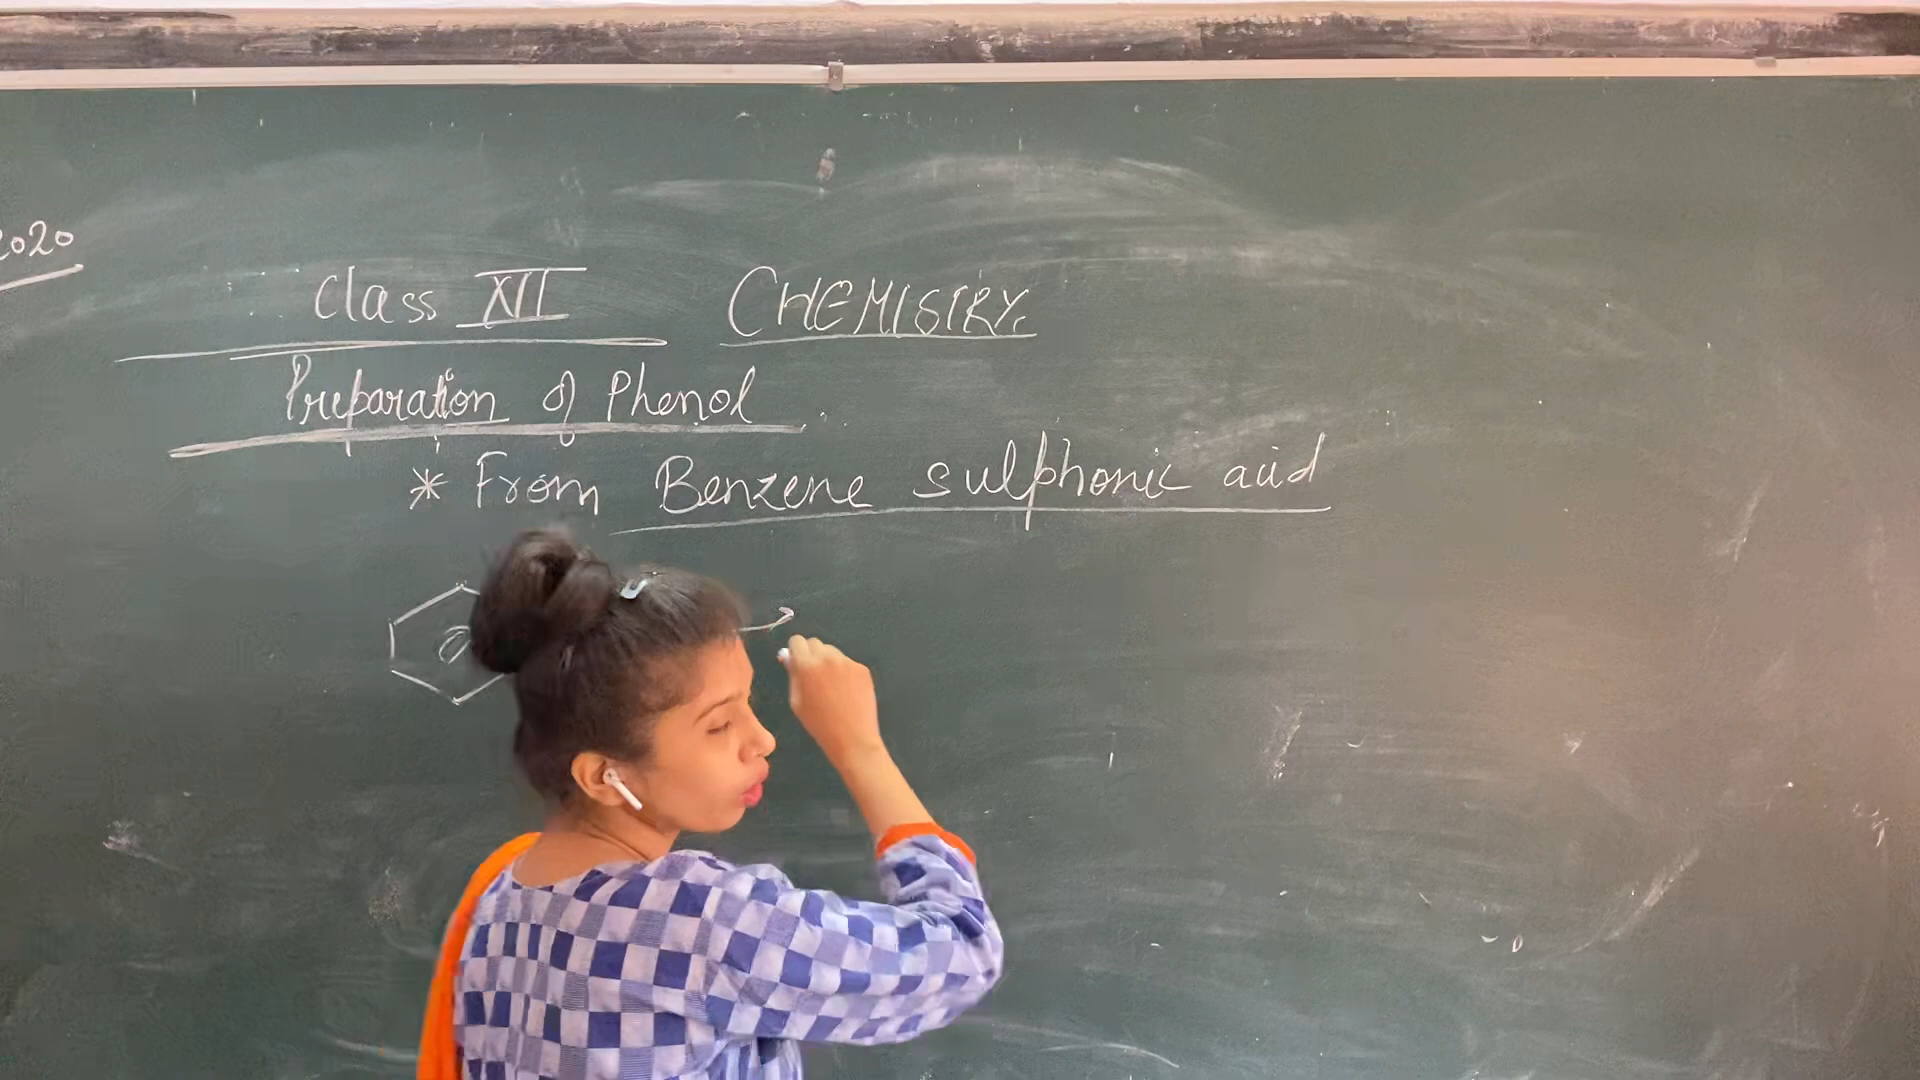 2020
Class XII CHEMISTRY
Preparation of Phenol
* From Benzene sulphonic acid